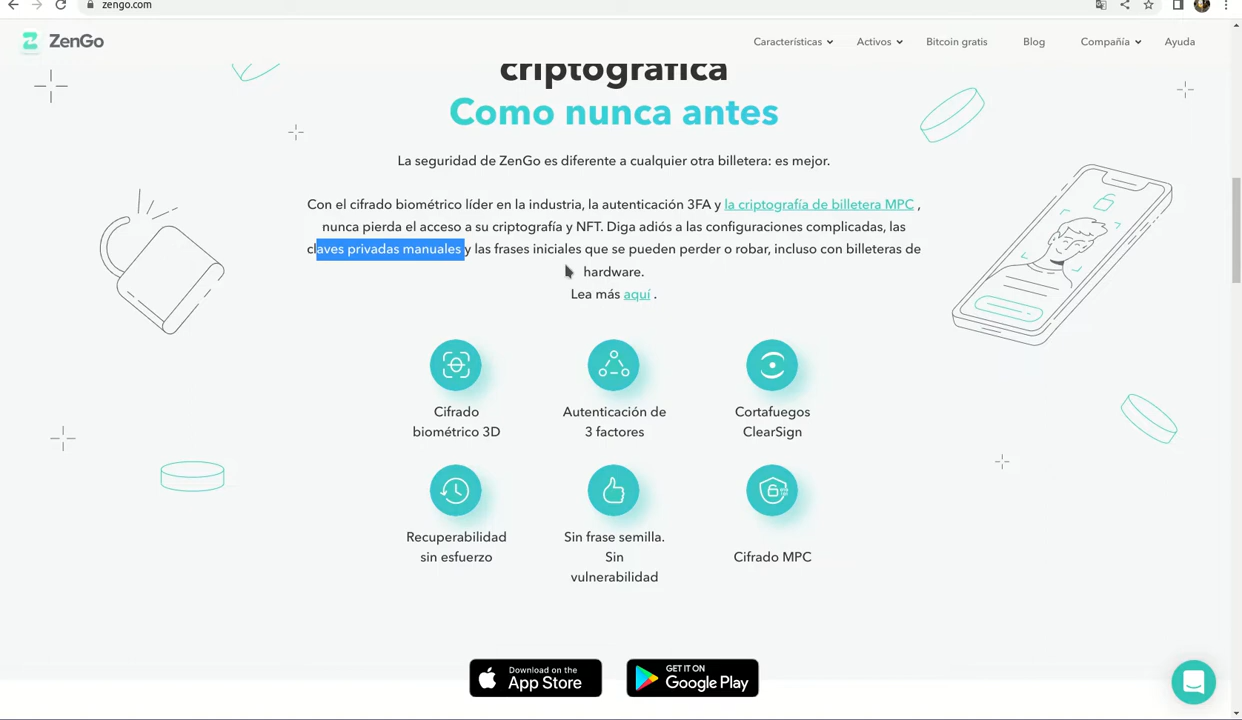 zengo.com
ZenGo
Características
Activos
Bitcoin gratis
Blog
Compañía
Ayuda
criptográfica
Como nunca antes
La seguridad de ZenGo es diferente a cualquier otra billetera: es mejor.
Con el cifrado biométrico líder en la industria, la autenticación 3FA y la criptografía de billetera MPC ,
nunca pierda el acceso a su criptografía y NFT. Diga adiós a las configuraciones complicadas, las
claves privadas manuales y las frases iniciales que se pueden perder o robar, incluso con billeteras de
hardware.
Lea más aquí .
Cifrado
biométrico 3D
Autenticación de
3 factores
Cortafuegos
ClearSign
Recuperabilidad
sin esfuerzo
Sin frase semilla.
Sin
vulnerabilidad
Cifrado MPC
Download on the
App Store
GET IT ON
Google Play